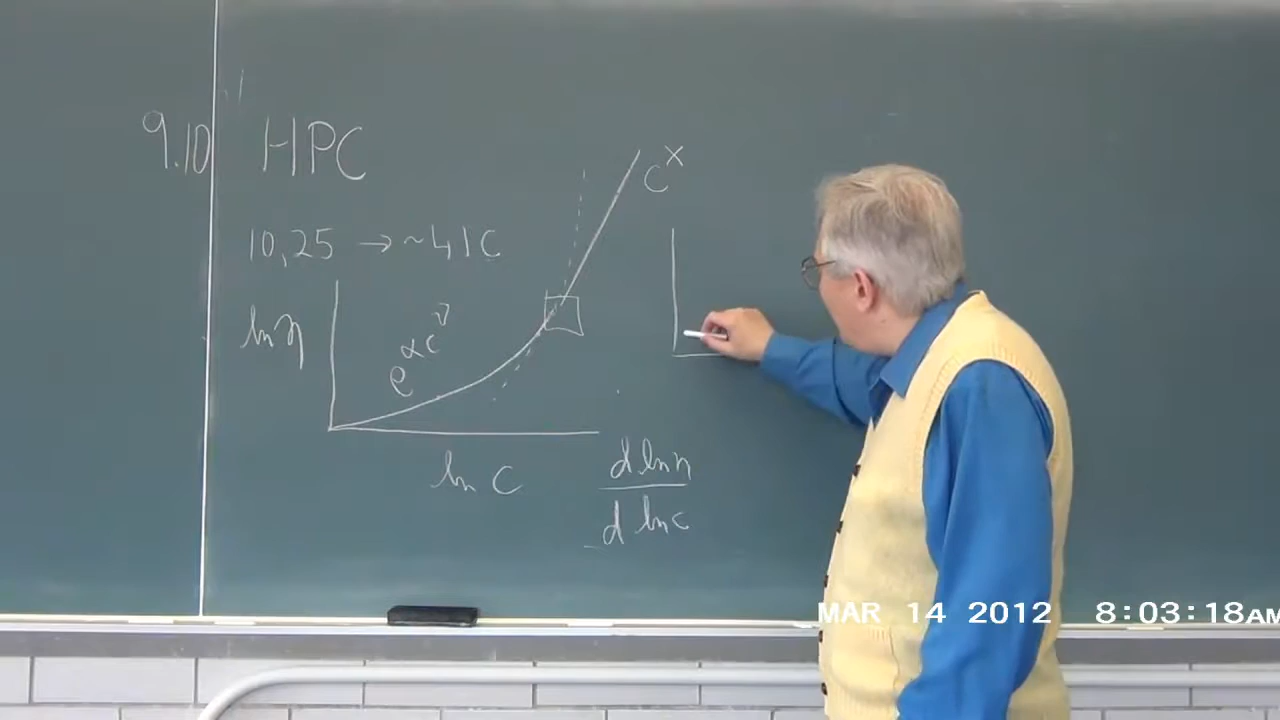 9.10 HPC
10,25 → ~41C
ln η
e^αc^ν
c^x
ln c
d ln η
d ln c
MAR 14 2012 8:03:18AM